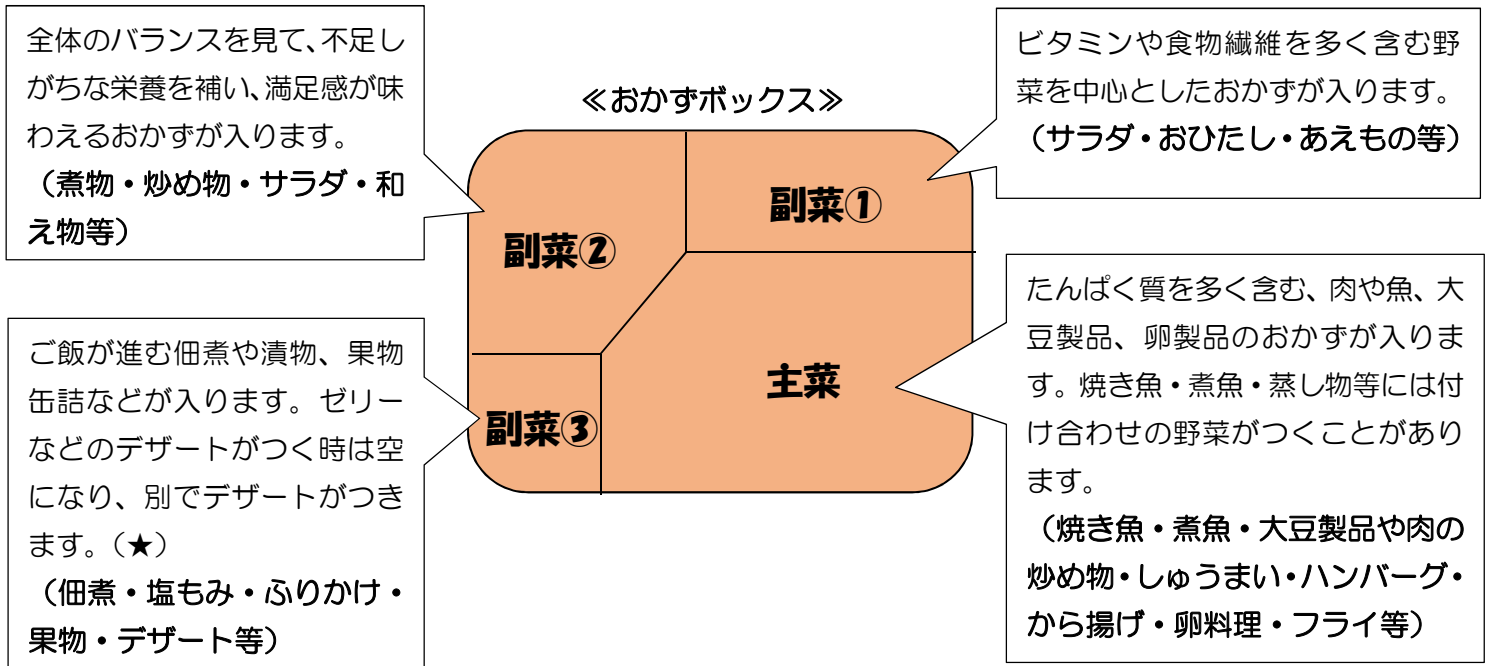 全体のバランスを見て、不足し
がちな栄養を補い、満足感が味
わえるおかずが入ります。
（煮物・炒め物・サラダ・和
え物等）
≪おかずボックス≫
ビタミンや食物繊維を多く含む野
菜を中心としたおかずが入ります。
（サラダ・おひたし・あえもの等）
副菜①
副菜②
ご飯が進む佃煮や漬物、果物
缶詰などが入ります。ゼリー
などのデザートがつく時は空
になり、別でデザートがつき
ます。（★）
（佃煮・塩もみ・ふりかけ・
果物・デザート等）
副菜③
主菜
たんぱく質を多く含む、肉や魚、大
豆製品、卵製品のおかずが入りま
す。焼き魚・煮魚・蒸し物等には付
け合わせの野菜がつくことがあり
ます。
（焼き魚・煮魚・大豆製品や肉の
炒め物・しゅうまい・ハンバーグ・
から揚げ・卵料理・フライ等）